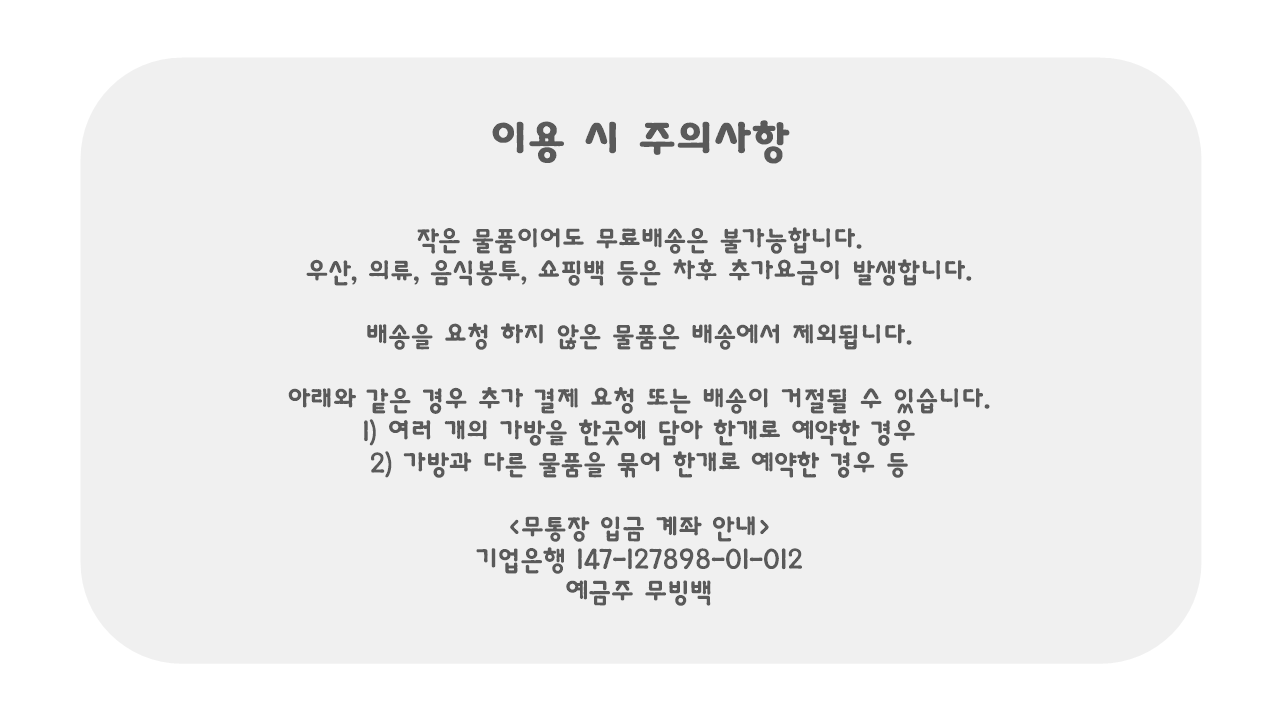 이용 시 주의사항
작은 물품이어도 무료배송은 불가능합니다.
우산, 의류, 음식봉투, 쇼핑백 등은 차후 추가요금이 발생합니다.
배송을 요청 하지 않은 물품은 배송에서 제외됩니다.
아래와 같은 경우 추가 결제 요청 또는 배송이 거절될 수 있습니다.
1) 여러 개의 가방을 한곳에 담아 한개로 예약한 경우
2) 가방과 다른 물품을 묶어 한개로 예약한 경우 등
<무통장 입금 계좌 안내>
기업은행 147-127898-01-012
예금주 무빙백